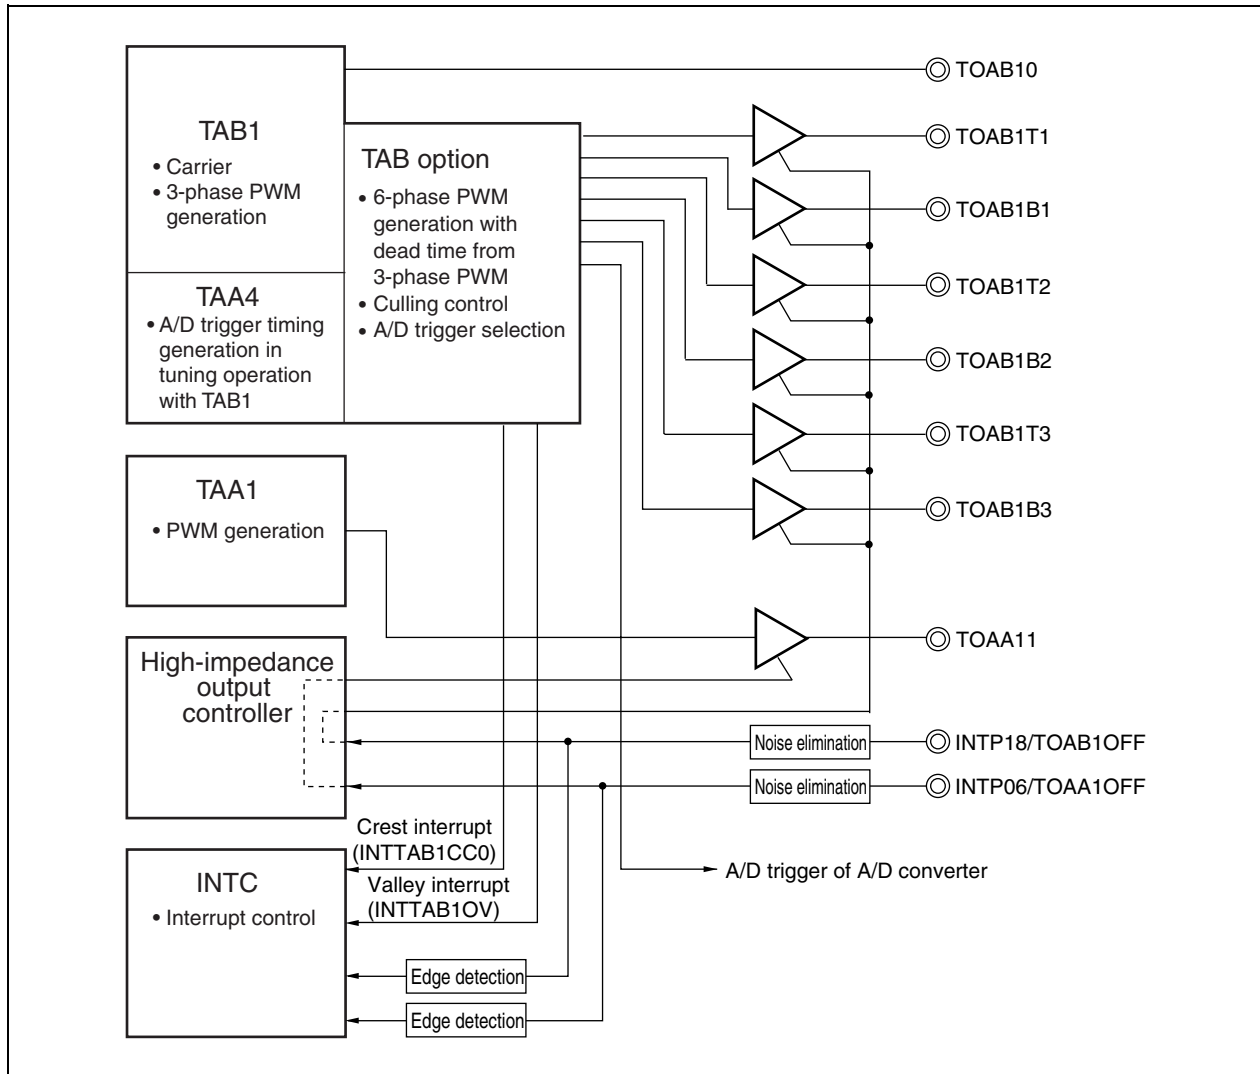 TAB1
• Carrier
• 3-phase PWM
generation
TAA4
• A/D trigger timing
generation in
tuning operation
with TAB1
TAB option
• 6-phase PWM
generation with
dead time from
3-phase PWM
• Culling control
• A/D trigger selection
TOAB10
TOAB1T1
TOAB1B1
TOAB1T2
TOAB1B2
TOAB1T3
TOAB1B3
TAA1
• PWM generation
TOAA11
High-impedance
output
controller
Noise elimination
INTP18/TOAB1OFF
Noise elimination
INTP06/TOAA1OFF
Crest interrupt
(INTTAB1CC0)
Valley interrupt
(INTTAB1OV)
A/D trigger of A/D converter
INTC
• Interrupt control
Edge detection
Edge detection